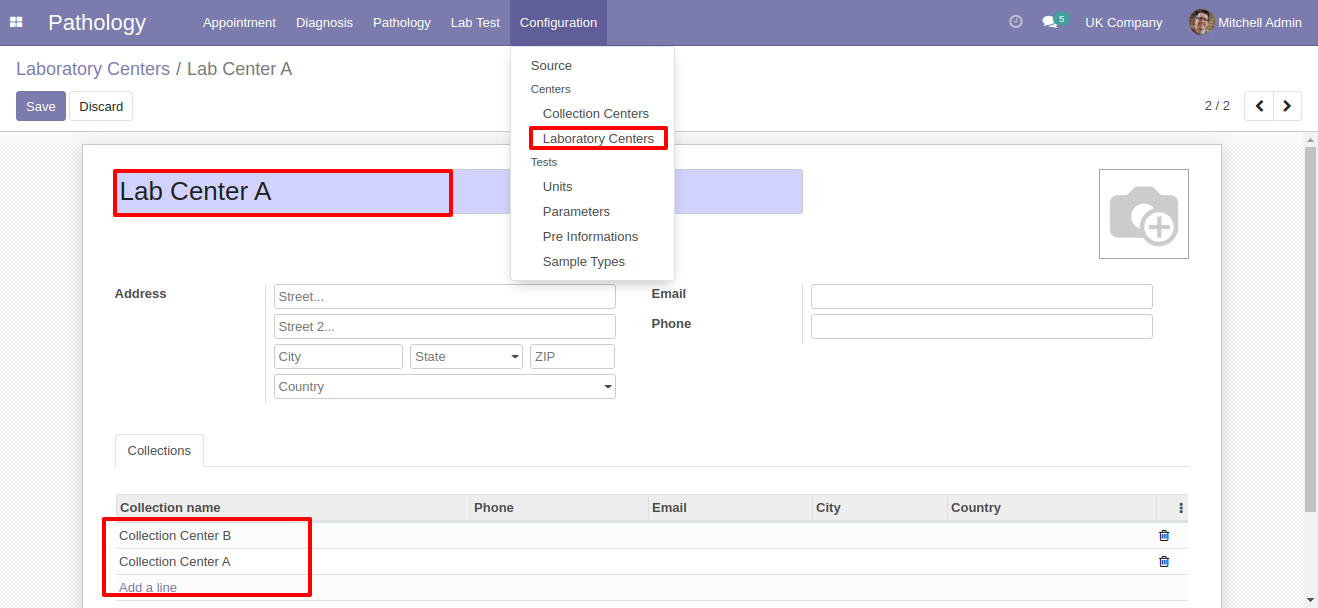 Pathology Appointment Diagnosis Pathology Lab Test Configuration 5 UK Company Mitchell Admin
Laboratory Centers / Lab Center A
Save Discard
2 / 2
Source
Centers
Collection Centers
Laboratory Centers
Tests
Units
Parameters
Pre Informations
Sample Types
Lab Center A
Address
Street...
Street 2...
City State ZIP
Country
Email
Phone
Collections
Collection name Phone Email City Country
Collection Center B
Collection Center A
Add a line